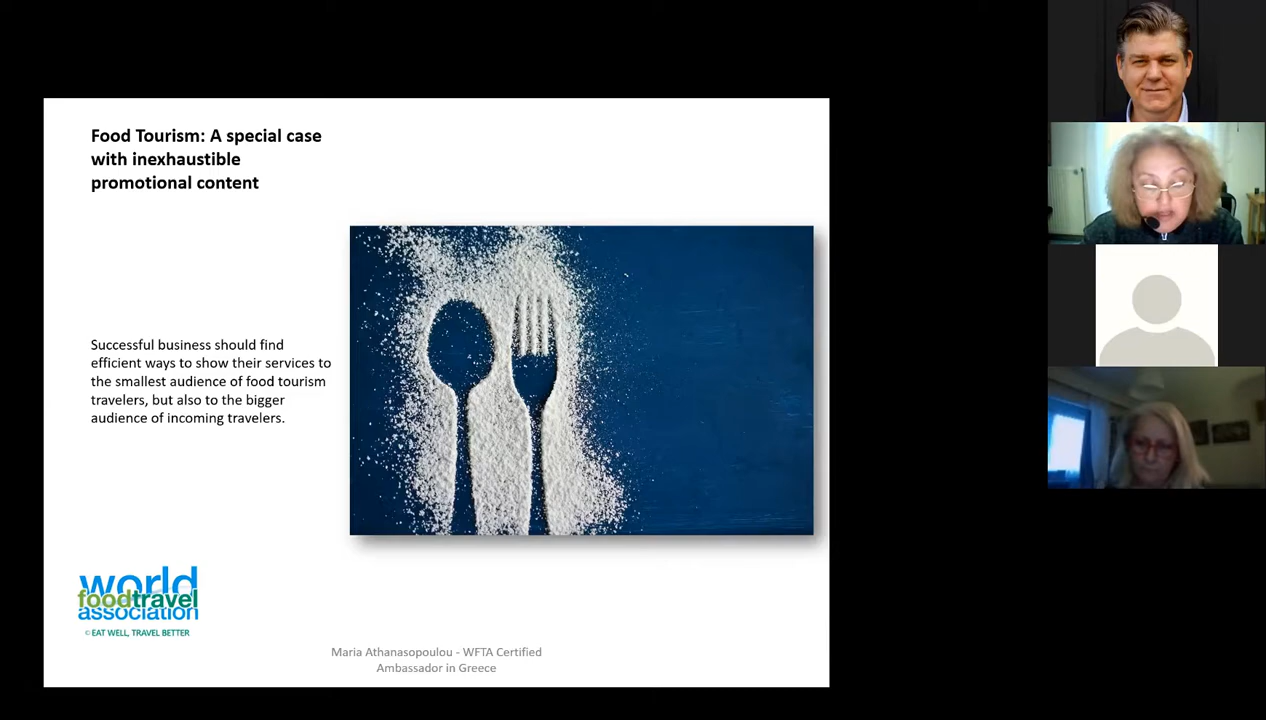 Food Tourism: A special case
with inexhaustible
promotional content
Successful business should find
efficient ways to show their services to
the smallest audience of food tourism
travelers, but also to the bigger
audience of incoming travelers.
world
foodtravel
association
© EAT WELL, TRAVEL BETTER
Maria Athanasopoulou - WFTA Certified
Ambassador in Greece